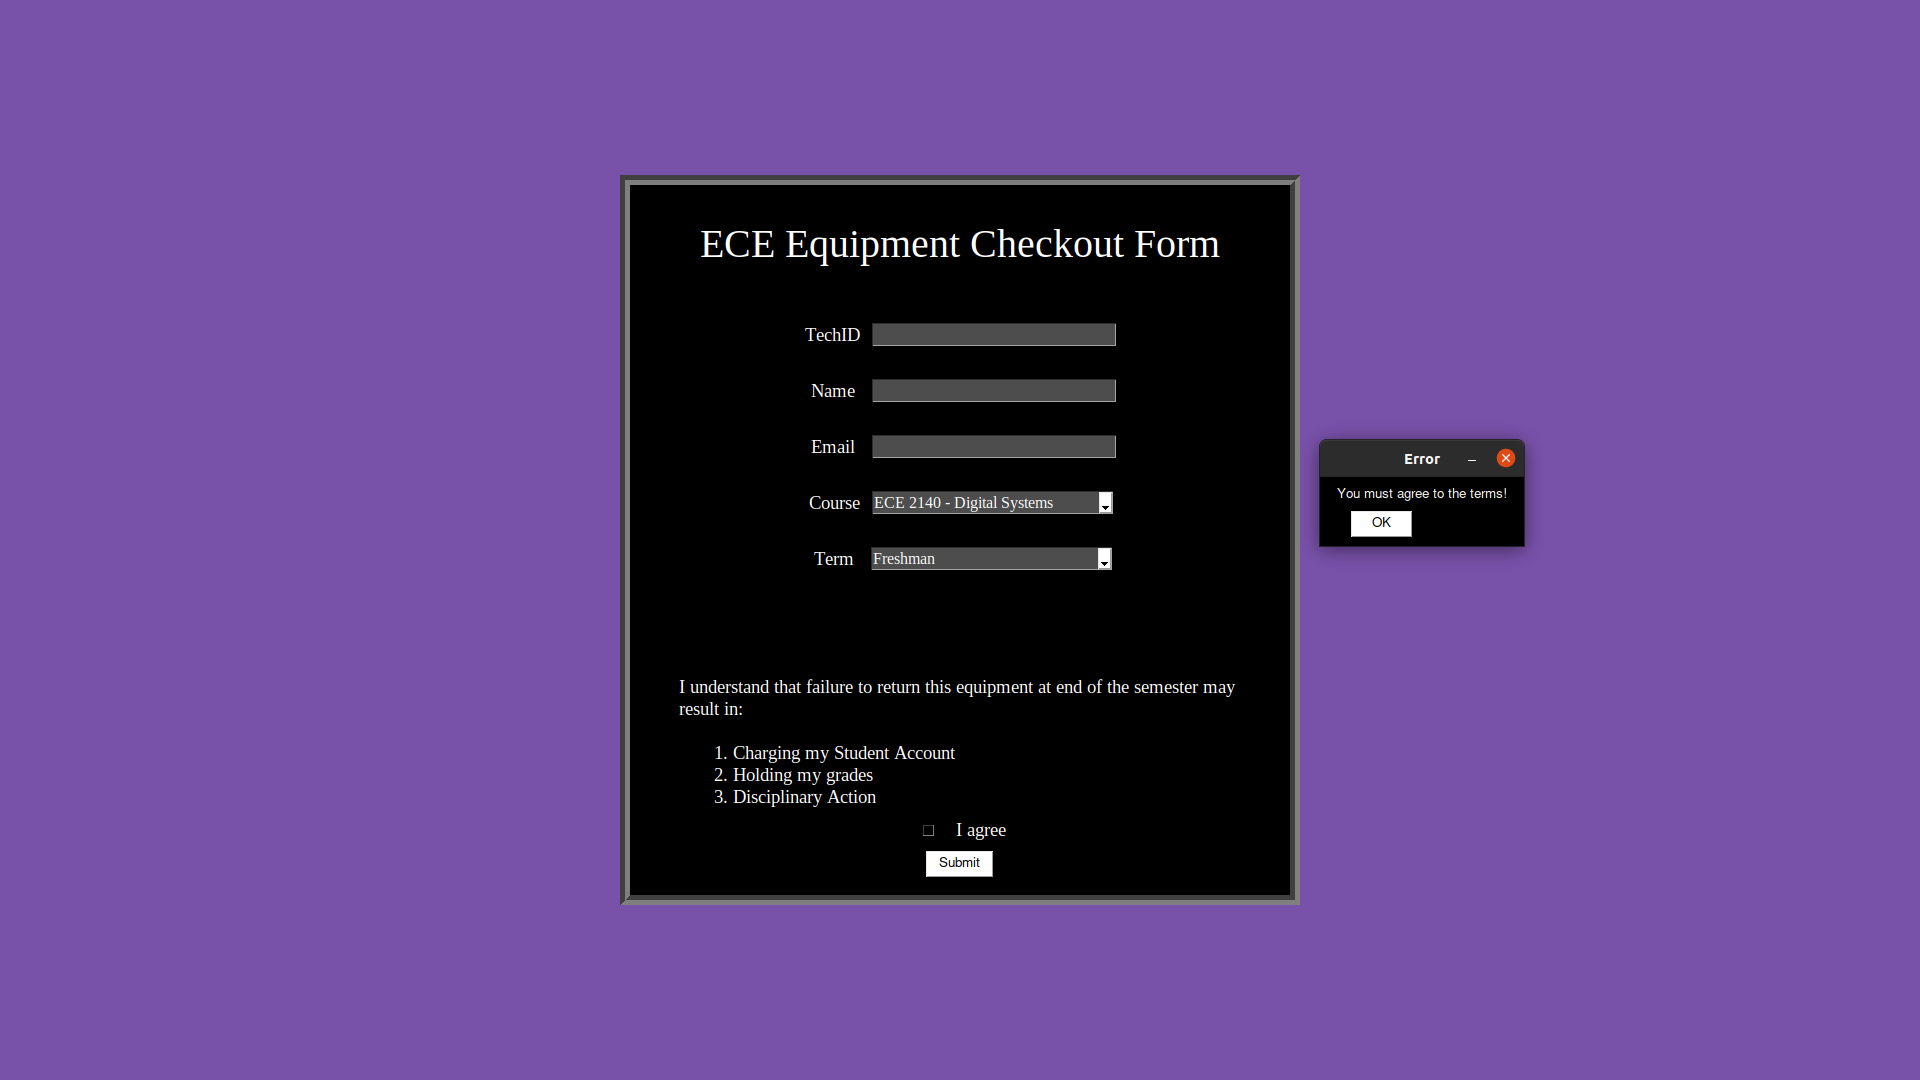 ECE Equipment Checkout Form
TechID
Name
Email
Course ECE 2140 - Digital Systems
Term Freshman
I understand that failure to return this equipment at end of the semester may
result in:
1. Charging my Student Account
2. Holding my grades
3. Disciplinary Action
I agree
Submit
Error
You must agree to the terms!
OK